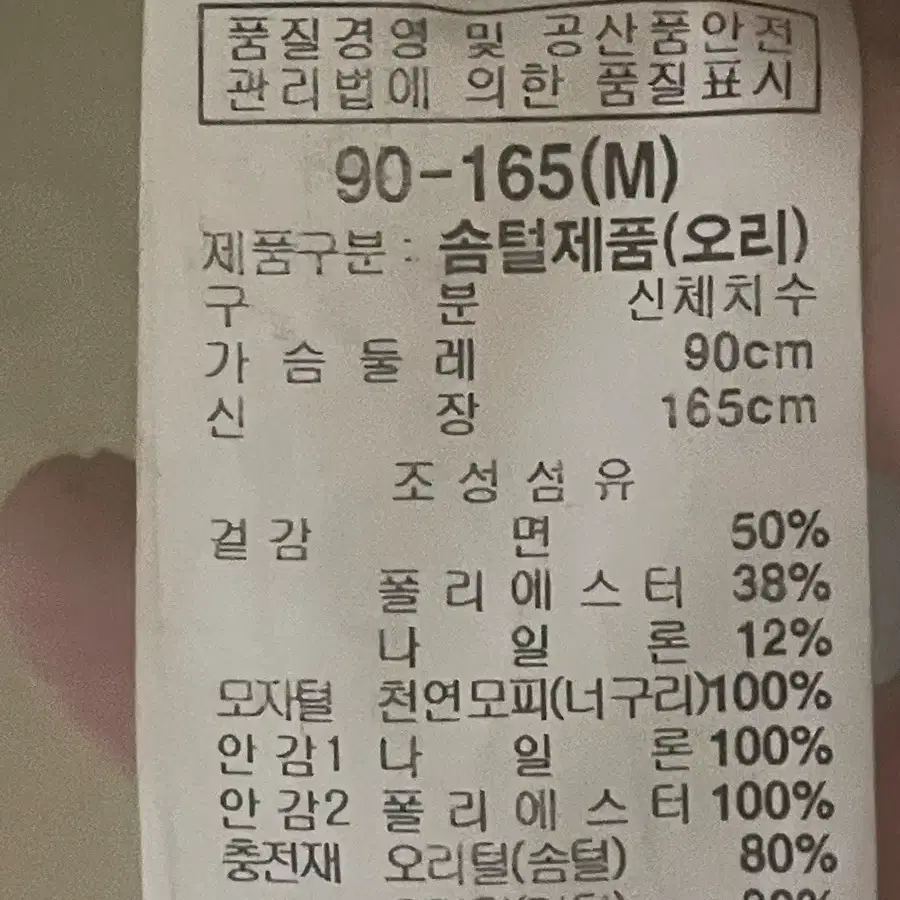 품질경영 및 공산품안전
관리법에 의한 품질표시
90-165(M)
제품구분 : 솜털제품(오리)
구 분 신체치수
가 슴 둘 레 90cm
신 장 165cm
조 성 섬 유
겉 감 면 50%
폴 리 에 스 터 38%
나 일 론 12%
모자털 천연모피(너구리)100%
안 감1 나 일 론 100%
안 감2 폴 리 에 스 터 100%
충전재 오리털(솜털) 80%